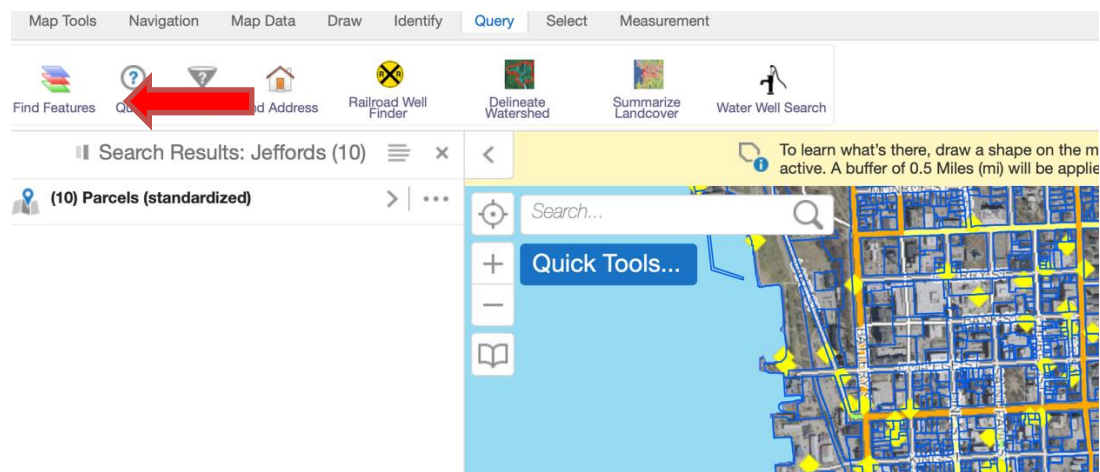 Map Tools Navigation Map Data Draw Identify Query Select Measurement
Find Features
Address
Railroad Well
Finder
Delineate
Watershed
Summarize
Landcover
Water Well Search
Search Results: Jeffords (10)
To learn what's there, draw a shape on the m
active. A buffer of 0.5 Miles (mi) will be applie
(10) Parcels (standardized)
Search...
Quick Tools...